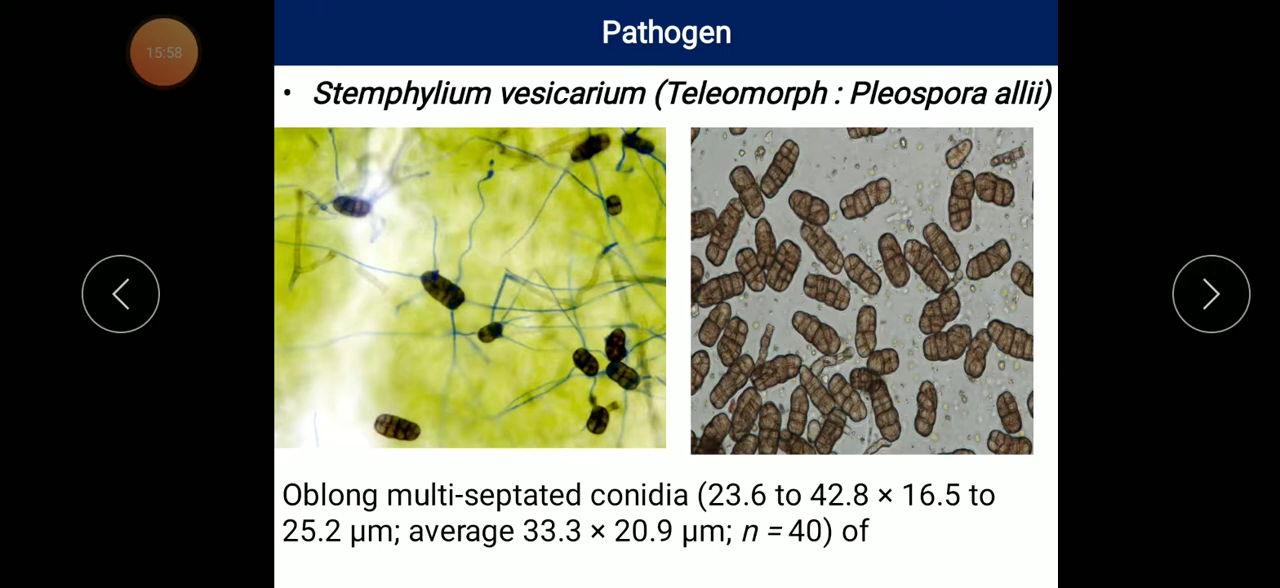 15:58
Pathogen
• Stemphylium vesicarium (Teleomorph : Pleospora allii)
Oblong multi-septated conidia (23.6 to 42.8 × 16.5 to
25.2 μm; average 33.3 × 20.9 μm; n = 40) of